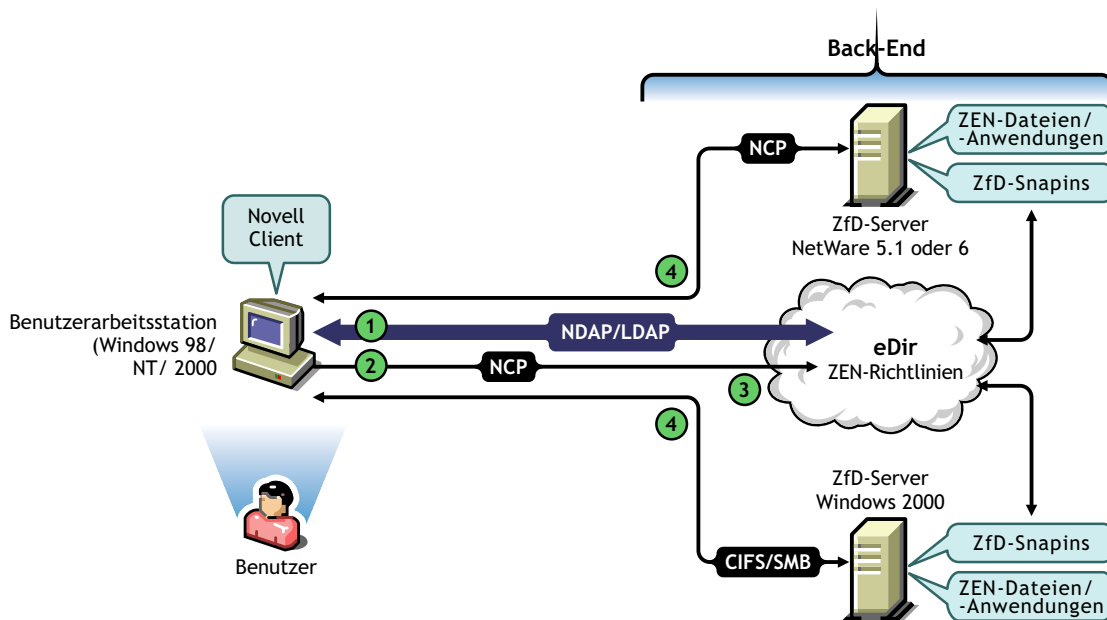 Back-End
ZEN-Dateien/
-Anwendungen
NCP
ZfD-Snapins
Novell
Client
ZfD-Server
NetWare 5.1 oder 6
4
Benutzerarbeitsstation
(Windows 98/
NT/ 2000
1
NDAP/LDAP
eDir
ZEN-Richtlinien
2
NCP
3
4
ZfD-Server
Windows 2000
ZfD-Snapins
CIFS/SMB
ZEN-Dateien/
-Anwendungen
Benutzer